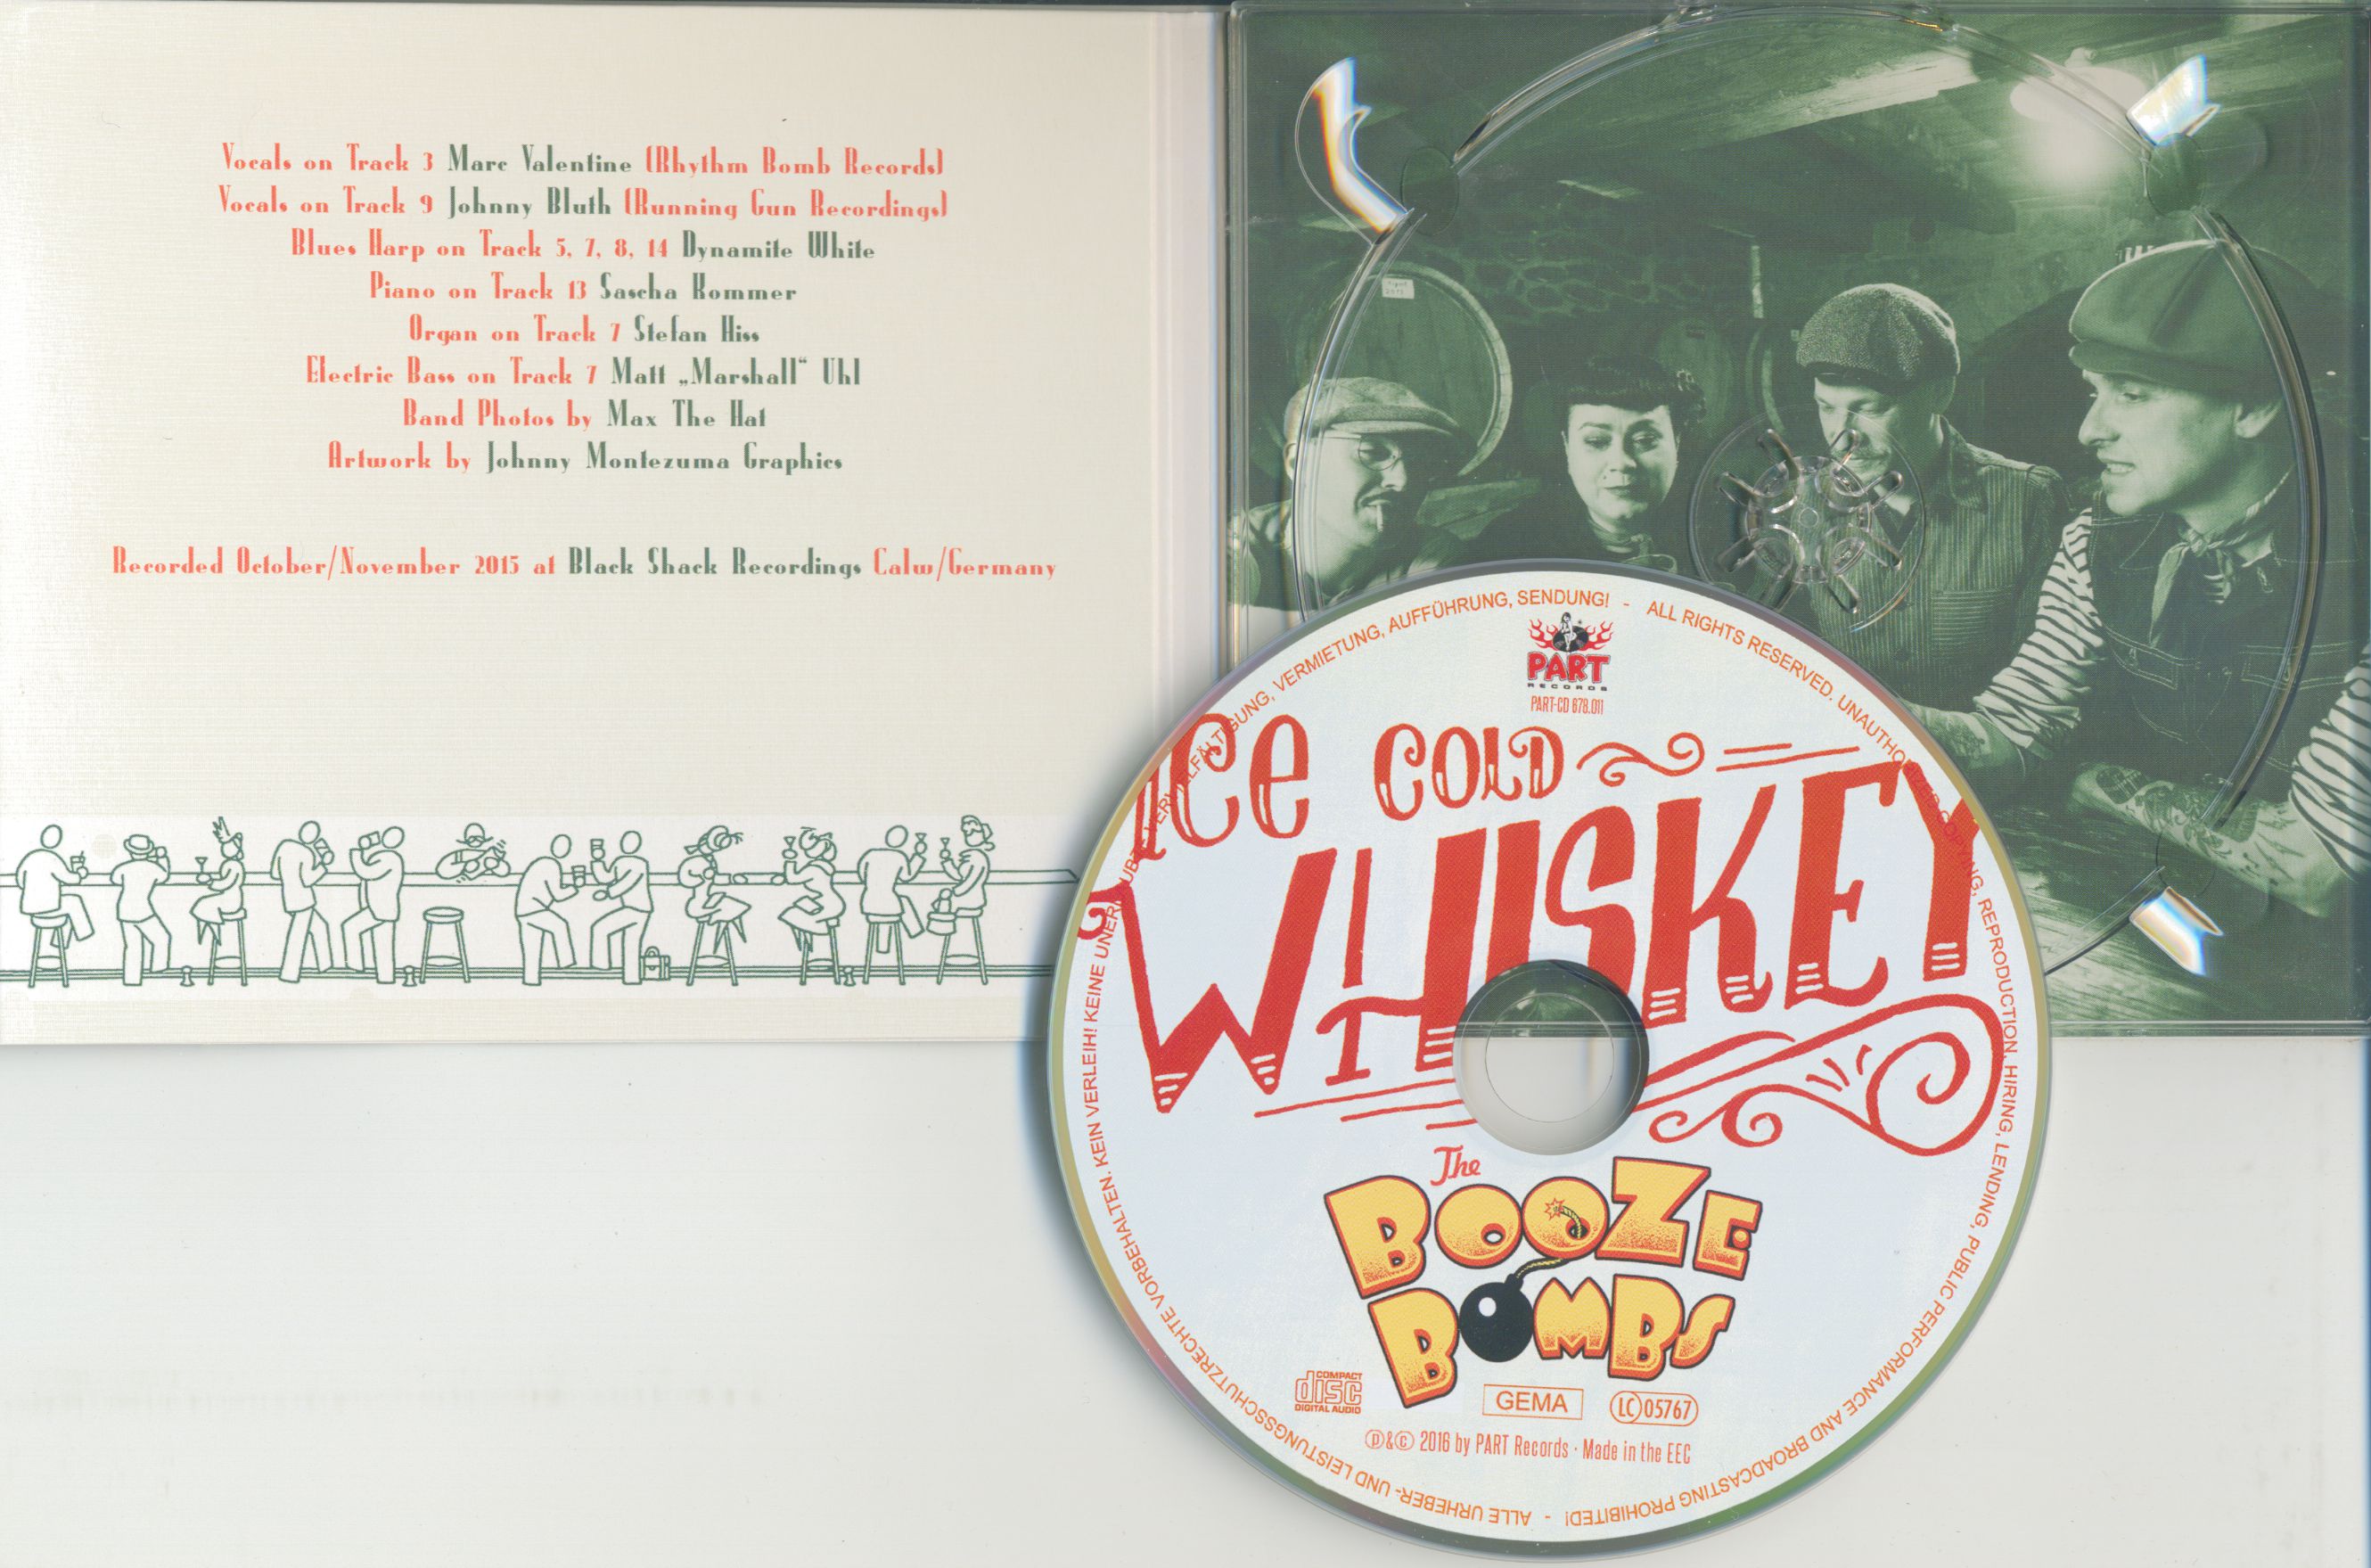 Vocals on Track 3 Marc Valentine (Rhythm Bomb Records)
Vocals on Track 9 Johnny Bluth (Running Gun Recordings)
Blues Harp on Track 5, 7, 8, 14 Dynamite White
Piano on Track 13 Sascha Kommer
Organ on Track 7 Stefan Hiss
Electric Bass on Track 7 Matt „Marshall“ Uhl
Band Photos by Max The Hat
Artwork by Johnny Montezuma Graphics
Recorded October/November 2015 at Black Shack Recordings Calw/Germany
ALLE URHEBER- UND LEISTUNGSSCHUTZRECHTE VORBEHALTEN. KEIN VERLEIH! KEINE UNERLAUBTE VERVIELFÄLTIGUNG, VERMIETUNG, AUFFÜHRUNG, SENDUNG! - ALL RIGHTS RESERVED. UNAUTHORIZED COPYING, REPRODUCTION, HIRING, LENDING, PUBLIC PERFORMANCE AND BROADCASTING PROHIBITED! -
PART
RECORDS
PART-CD 678.011
ICE COLD
WHISKEY
The
BOOZE
BOMBS
COMPACT
disc
DIGITAL AUDIO
GEMA
LC 05767
℗&© 2016 by PART Records · Made in the EEC